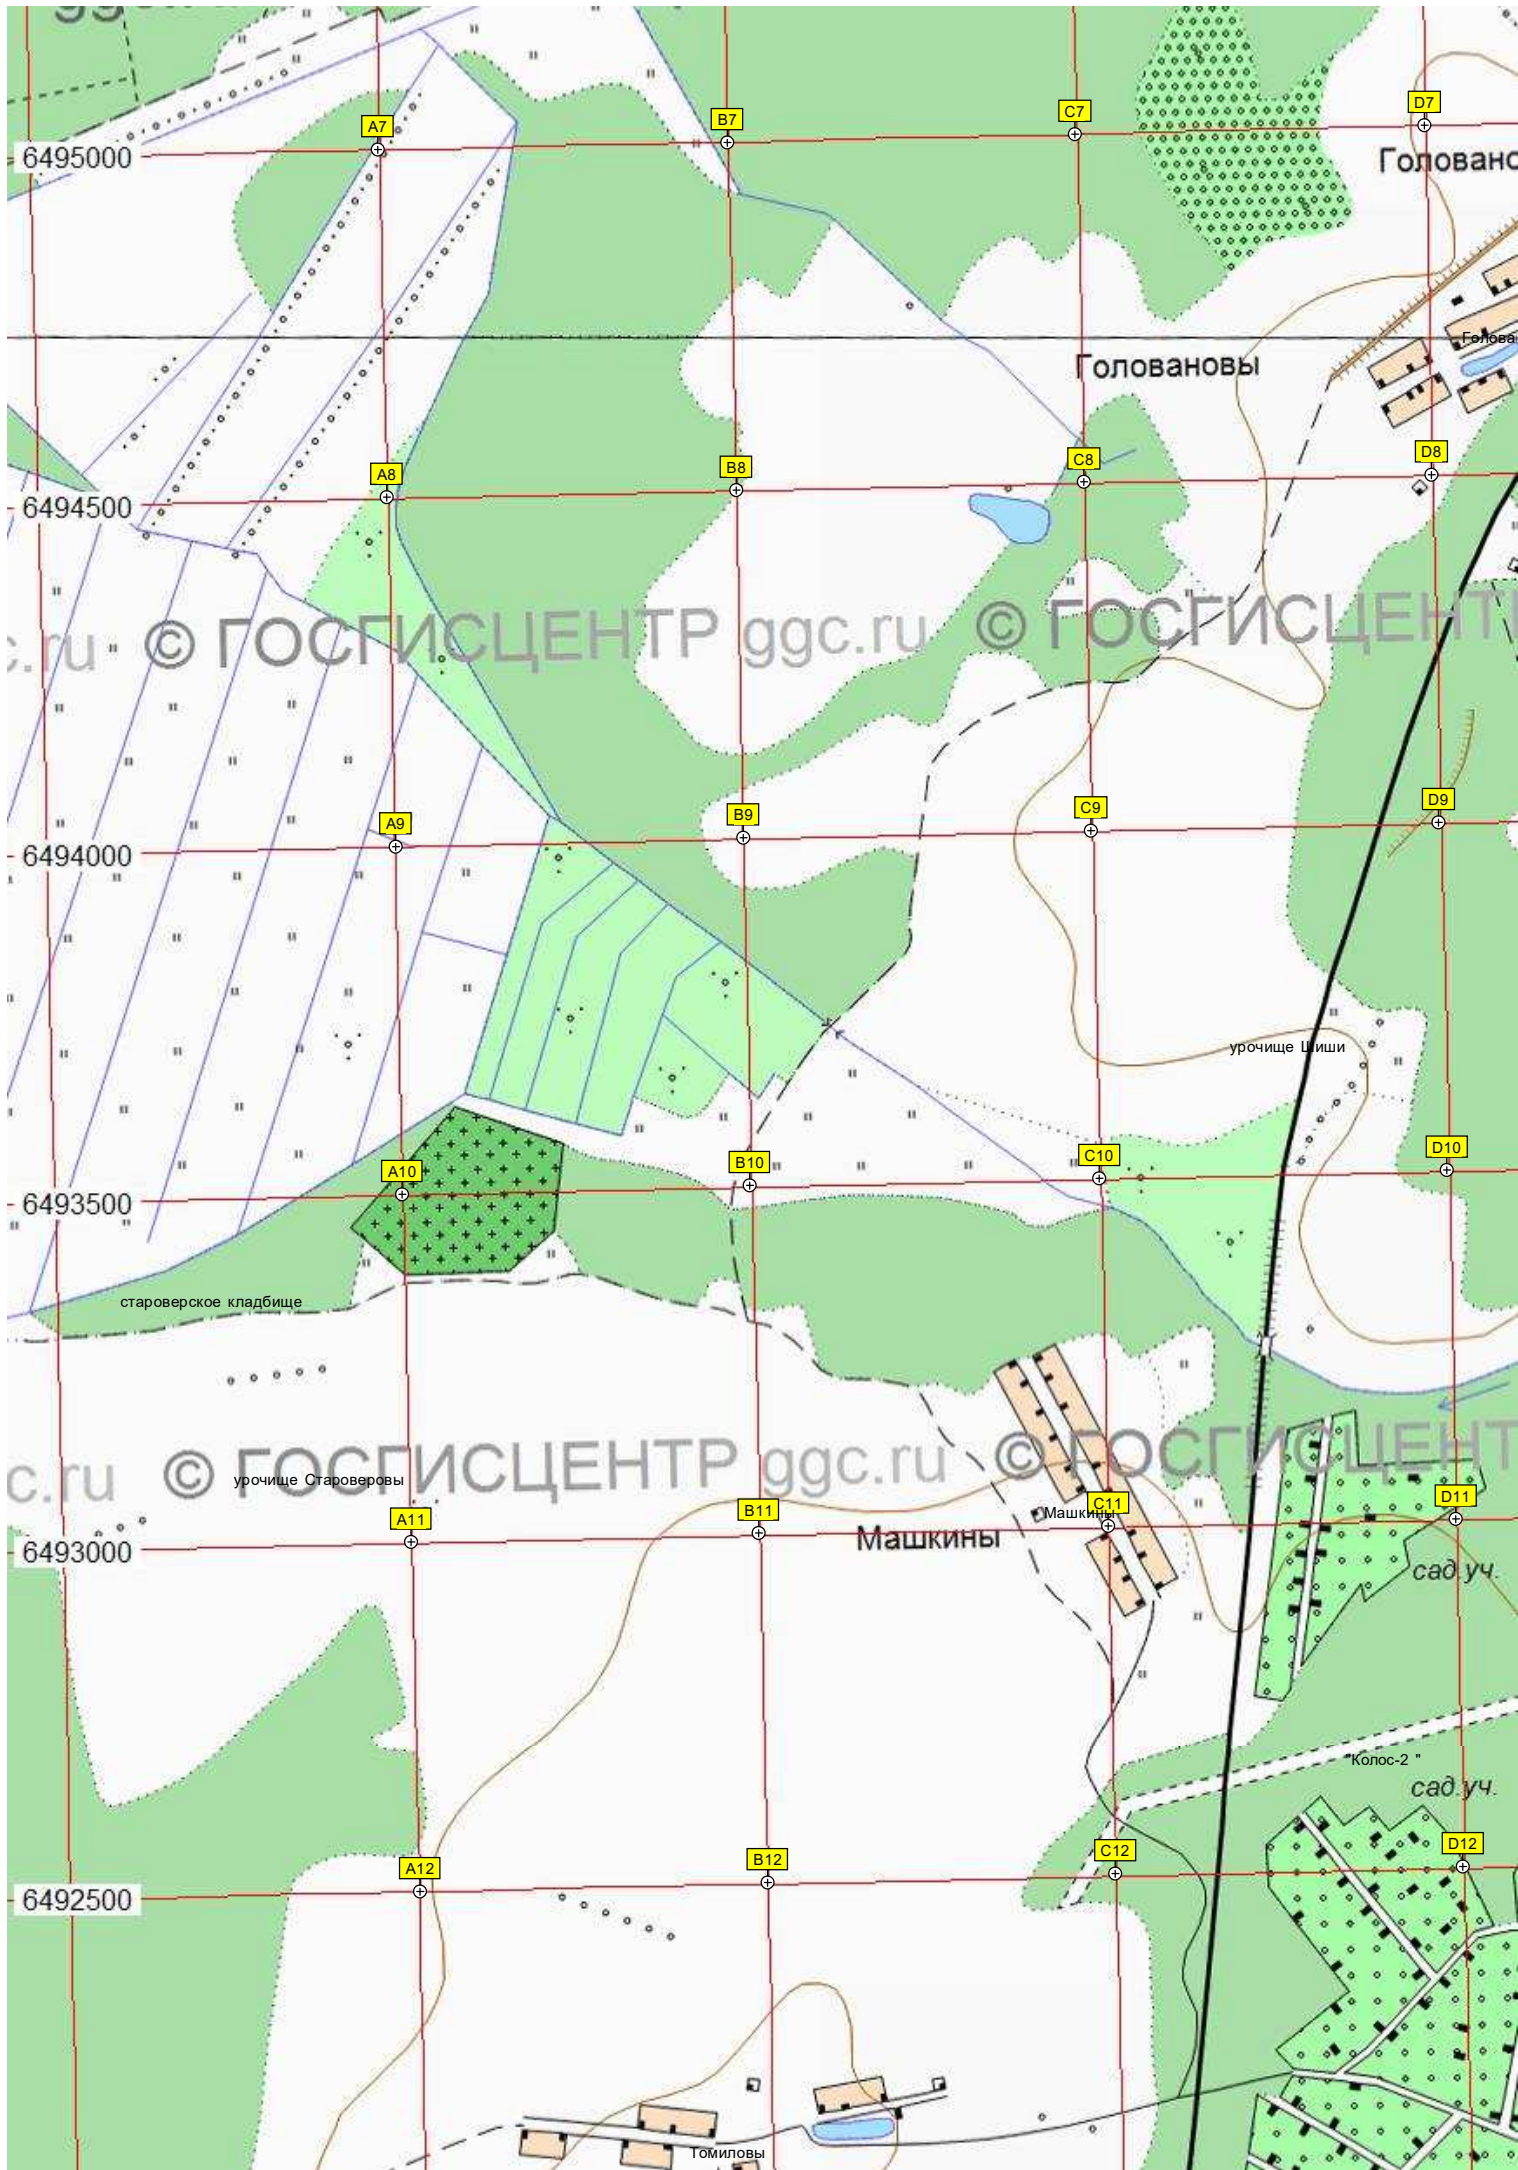 A7
B7
C7
D7
6495000
Голованс
Голова
Головановы
A8
B8
C8
D8
6494500
c.ru © ГОСГИСЦЕНТР ggc.ru © ГОСГИСЦЕНТ
A9
B9
C9
D9
6494000
урочище Шиши
A10
B10
C10
D10
6493500
староверское кладбище
c.ru © ГОСГИСЦЕНТР ggc.ru © ГОСГИСЦЕНТ
урочище Староверовы
A11
B11
C11
D11
Машкины
Машкины
6493000
сад.уч.
"Колос-2 "
сад.уч.
A12
B12
C12
D12
6492500
Томиловы